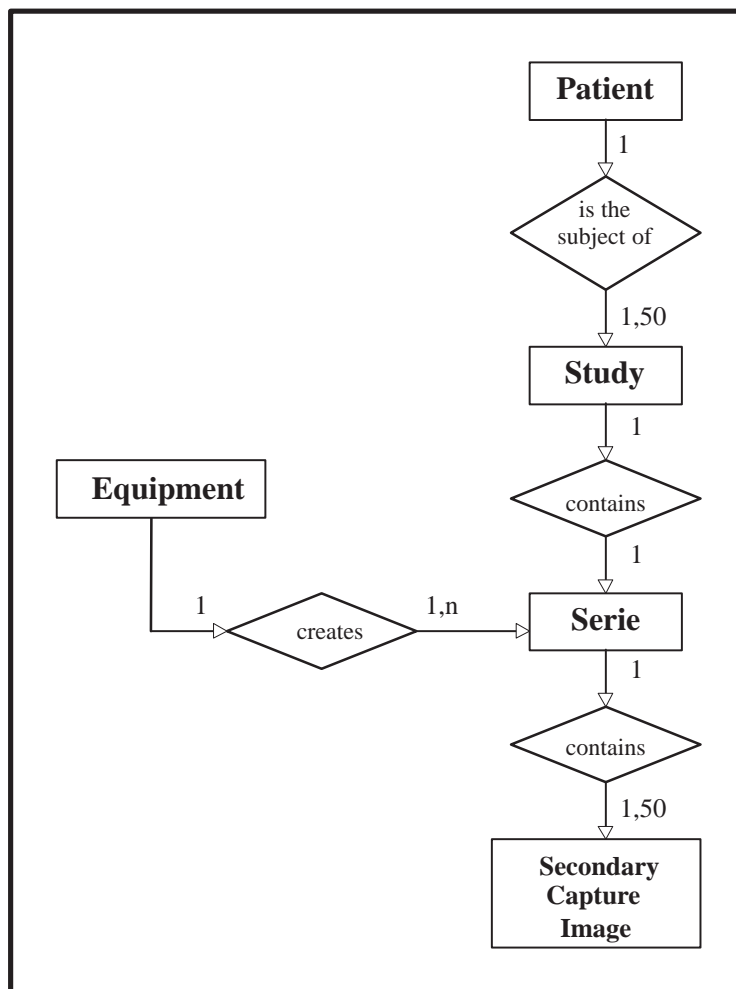 Patient
1
is the
subject of
1,50
Study
1
Equipment
contains
1
1
1,n
creates
Serie
1
contains
1,50
Secondary
Capture
Image